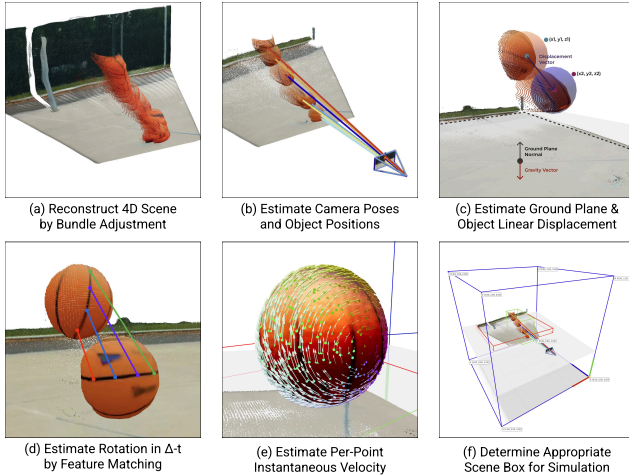 (x1, y1, z1)
Displacement
Vector
(x2, y2, z2)
Ground Plane
Normal
Gravity Vector
(a) Reconstruct 4D Scene
by Bundle Adjustment
(b) Estimate Camera Poses
and Object Positions
(c) Estimate Ground Plane &
Object Linear Displacement
(d) Estimate Rotation in Δ-t
by Feature Matching
(e) Estimate Per-Point
Instantaneous Velocity
(f) Determine Appropriate
Scene Box for Simulation